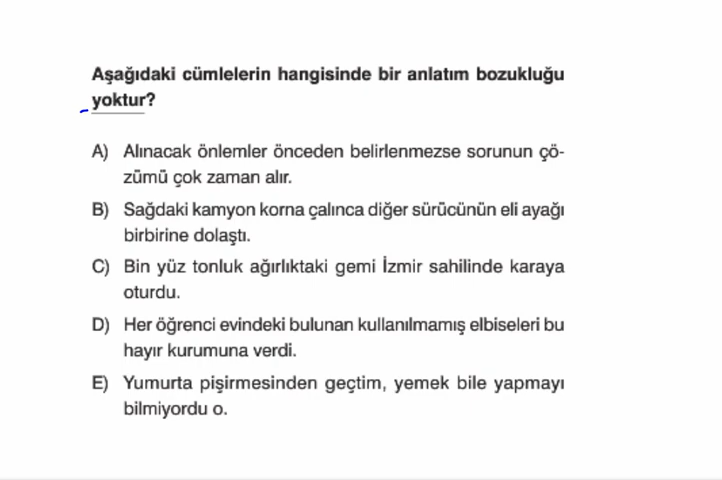 Aşağıdaki cümlelerin hangisinde bir anlatım bozukluğu
yoktur?
A) Alınacak önlemler önceden belirlenmezse sorunun çö-
zümü çok zaman alır.
B) Sağdaki kamyon korna çalınca diğer sürücünün eli ayağı
birbirine dolaştı.
C) Bin yüz tonluk ağırlıktaki gemi İzmir sahilinde karaya
oturdu.
D) Her öğrenci evindeki bulunan kullanılmamış elbiseleri bu
hayır kurumuna verdi.
E) Yumurta pişirmesinden geçtim, yemek bile yapmayı
bilmiyordu o.